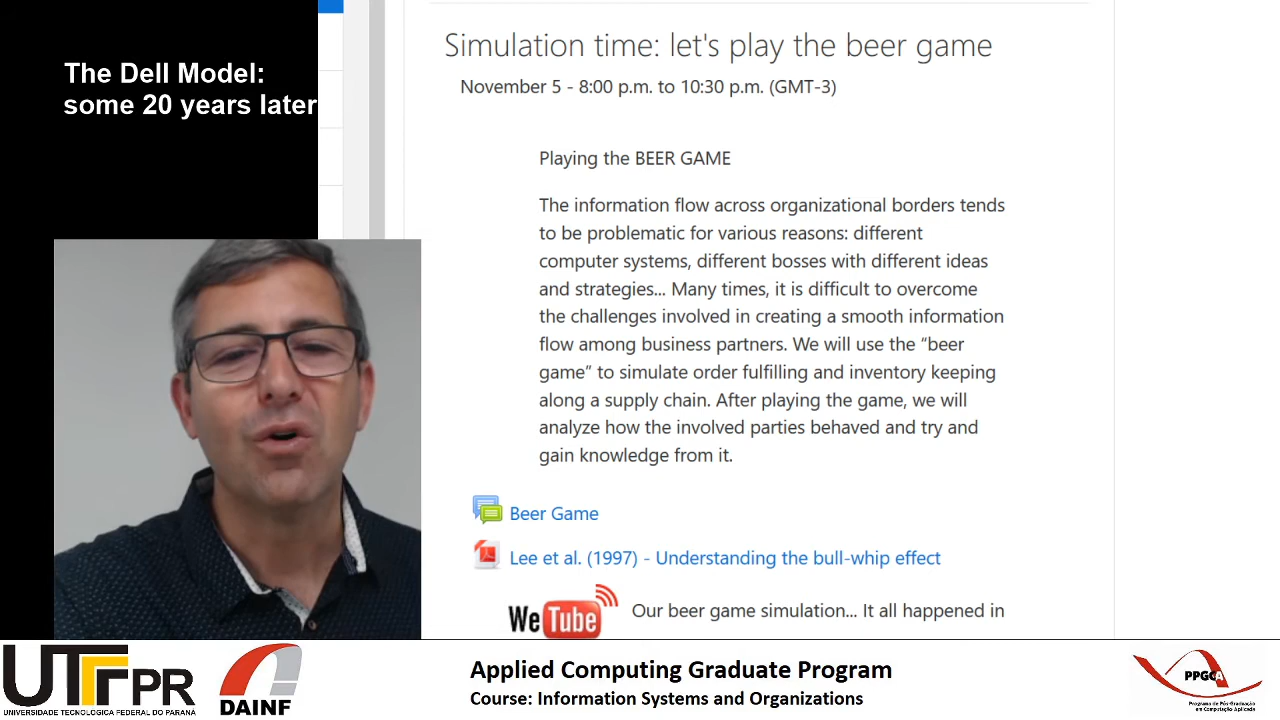 The Dell Model:
some 20 years later
Simulation time: let's play the beer game
November 5 - 8:00 p.m. to 10:30 p.m. (GMT-3)
Playing the BEER GAME
The information flow across organizational borders tends
to be problematic for various reasons: different
computer systems, different bosses with different ideas
and strategies... Many times, it is difficult to overcome
the challenges involved in creating a smooth information
flow among business partners. We will use the “beer
game” to simulate order fulfilling and inventory keeping
along a supply chain. After playing the game, we will
analyze how the involved parties behaved and try and
gain knowledge from it.
Beer Game
Lee et al. (1997) - Understanding the bull-whip effect
WeTube
Our beer game simulation... It all happened in
UTFPR
UNIVERSIDADE TECNOLÓGICA FEDERAL DO PARANÁ
DAINF
Applied Computing Graduate Program
Course: Information Systems and Organizations
PPGCA
Programa de Pós-Graduação
em Computação Aplicada